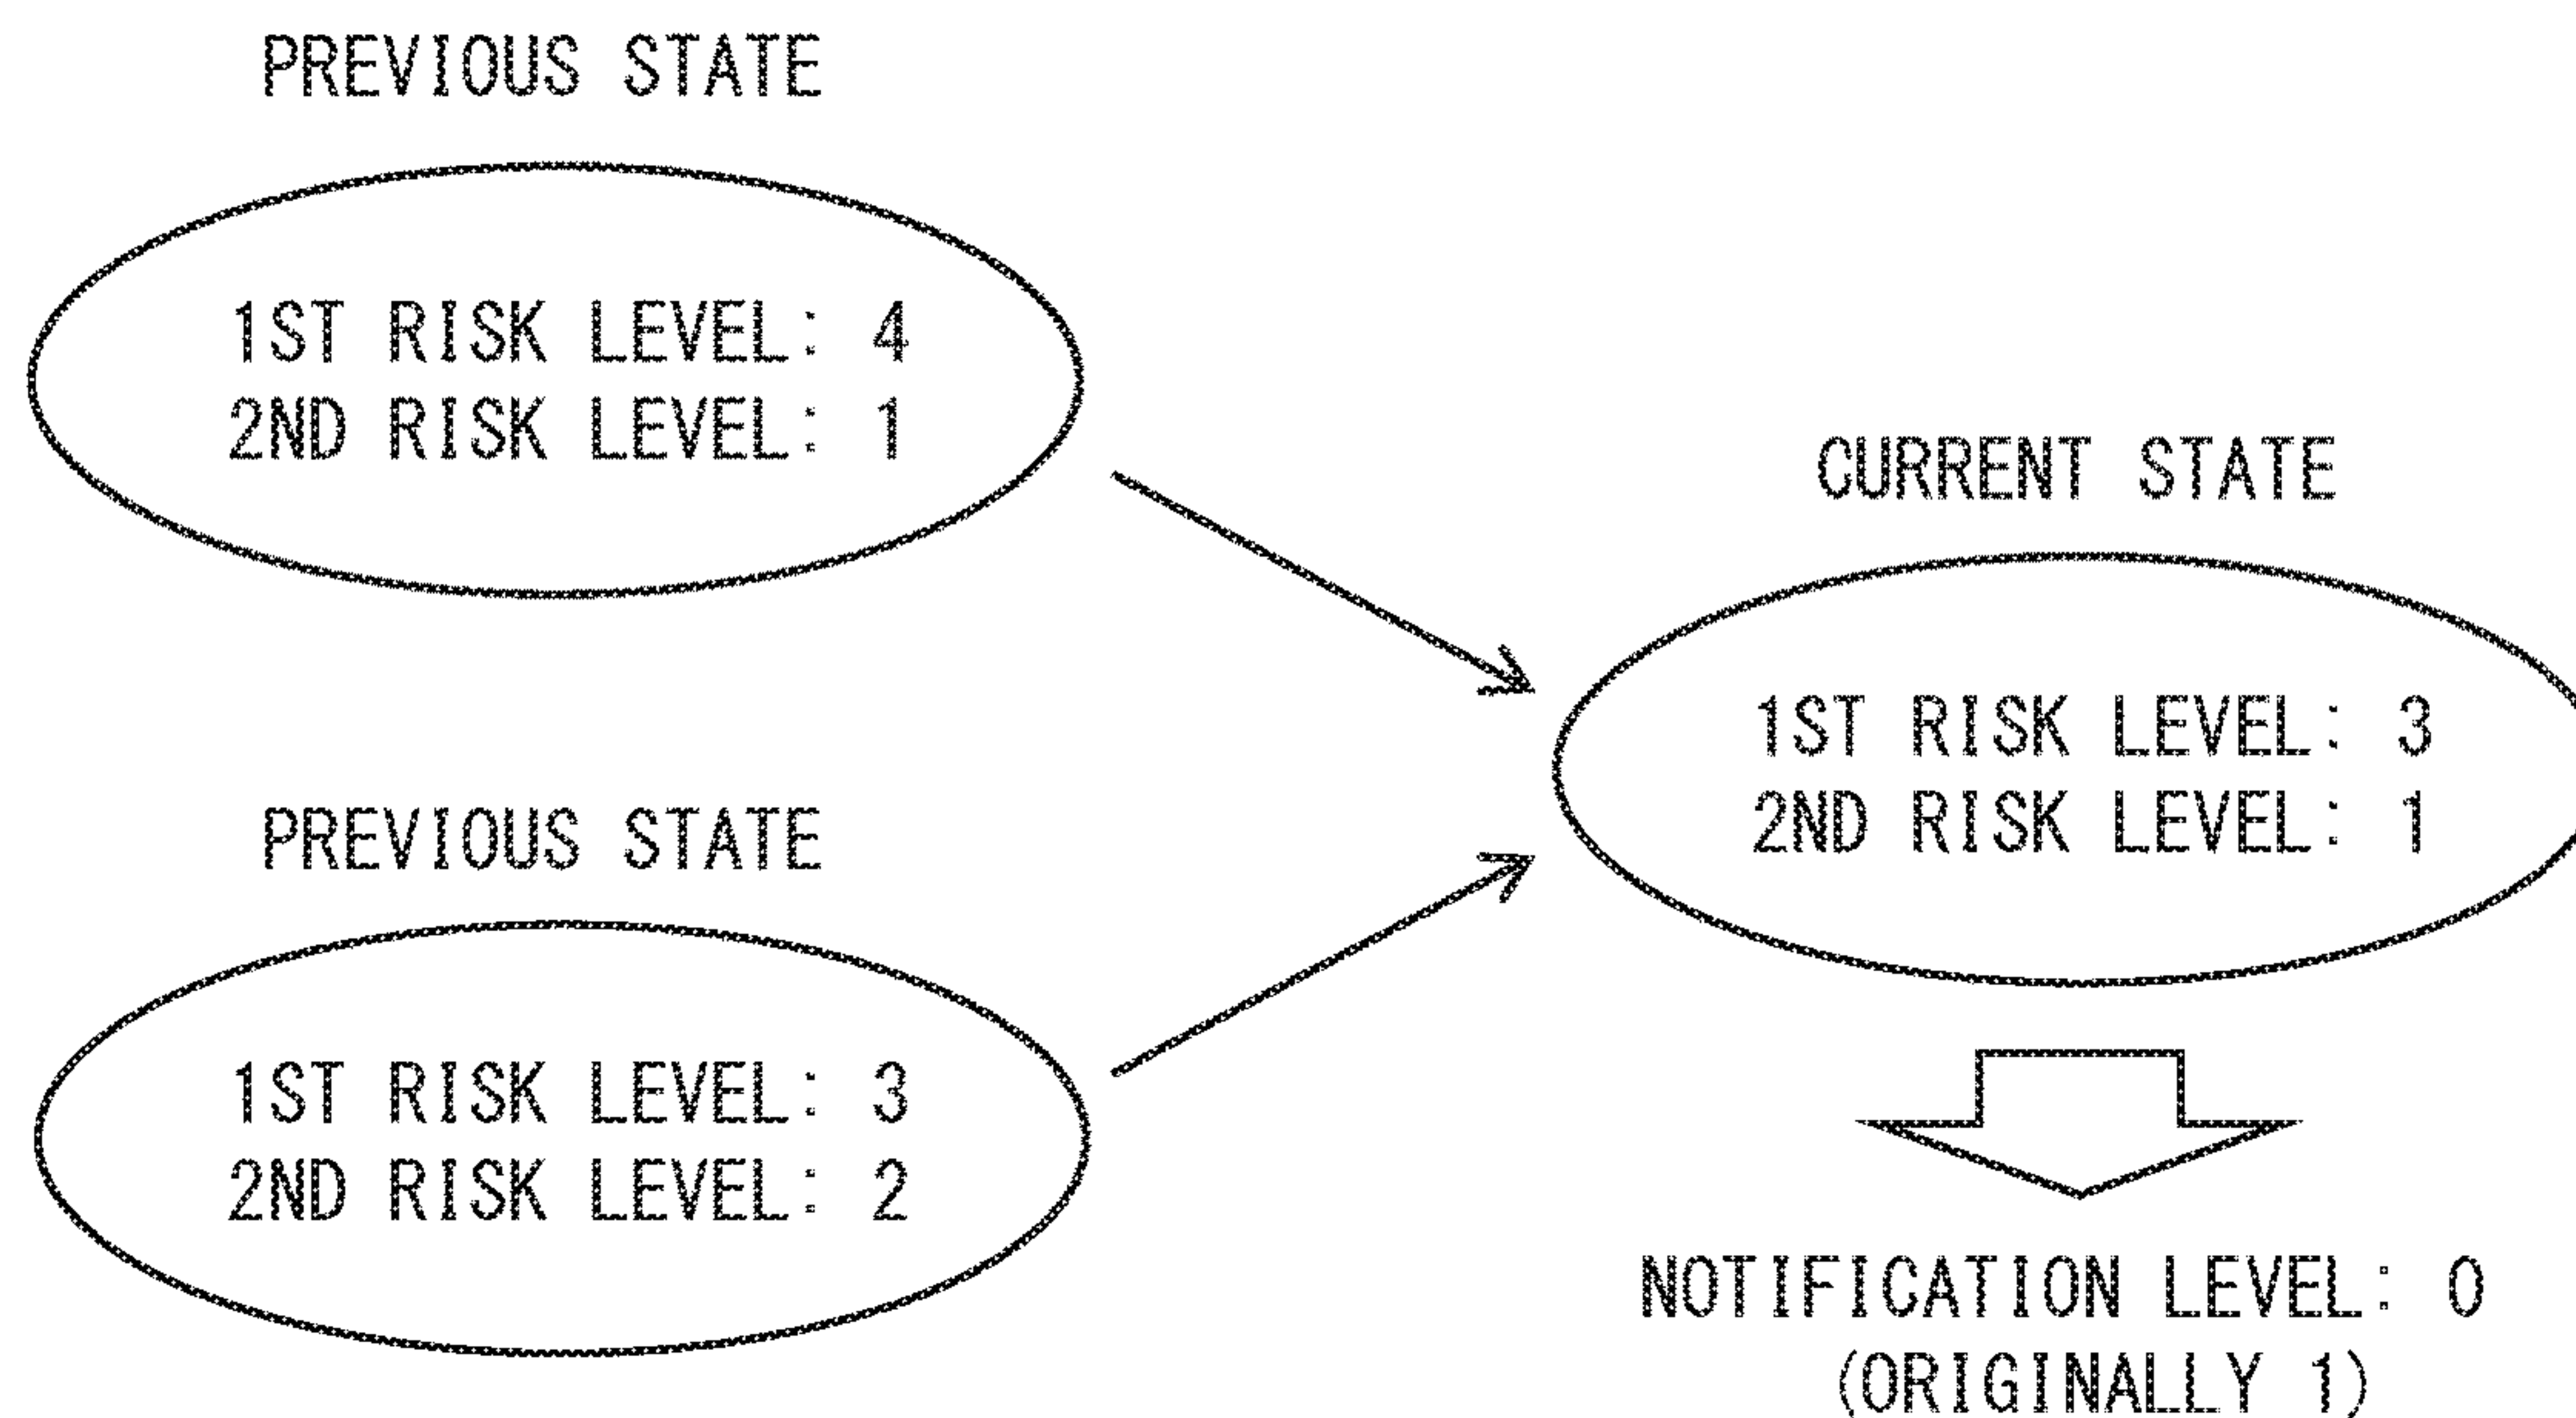 PREVIOUS STATE
1ST RISK LEVEL: 4
2ND RISK LEVEL: 1
PREVIOUS STATE
1ST RISK LEVEL: 3
2ND RISK LEVEL: 2
CURRENT STATE
1ST RISK LEVEL: 3
2ND RISK LEVEL: 1
NOTIFICATION LEVEL: 0
(ORIGINALLY 1)